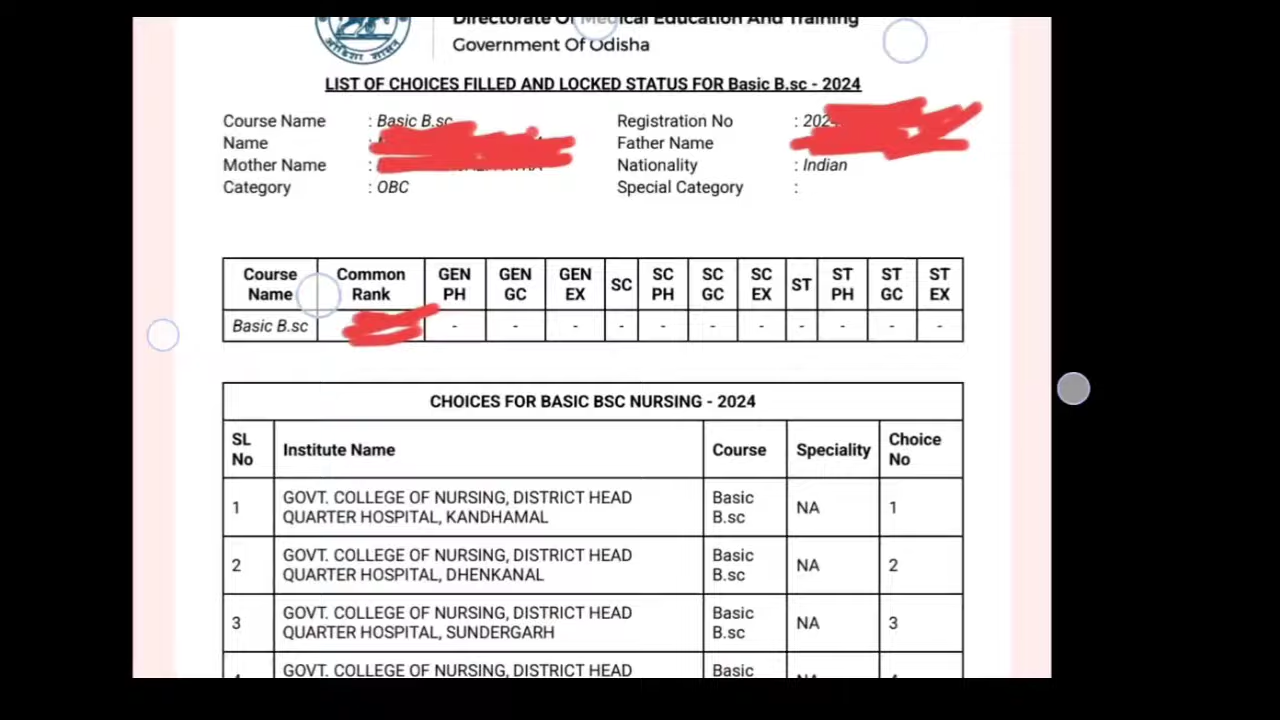 Directorate Of Medical Education And Training
Government Of Odisha
ଓଡ଼ିଶା ଶାସନ
LIST OF CHOICES FILLED AND LOCKED STATUS FOR Basic B.sc - 2024
Course Name : Basic B.sc Registration No : 202
Name : Father Name
Mother Name : Nationality : Indian
Category : OBC Special Category :
Course Name Common Rank GEN PH GEN GC GEN EX SC SC PH SC GC SC EX ST ST PH ST GC ST EX
Basic B.sc - - - - - - - - - - -
CHOICES FOR BASIC BSC NURSING - 2024
SL No Institute Name Course Speciality Choice No
1 GOVT. COLLEGE OF NURSING, DISTRICT HEAD QUARTER HOSPITAL, KANDHAMAL Basic B.sc NA 1
2 GOVT. COLLEGE OF NURSING, DISTRICT HEAD QUARTER HOSPITAL, DHENKANAL Basic B.sc NA 2
3 GOVT. COLLEGE OF NURSING, DISTRICT HEAD QUARTER HOSPITAL, SUNDERGARH Basic B.sc NA 3
GOVT. COLLEGE OF NURSING, DISTRICT HEAD Basic